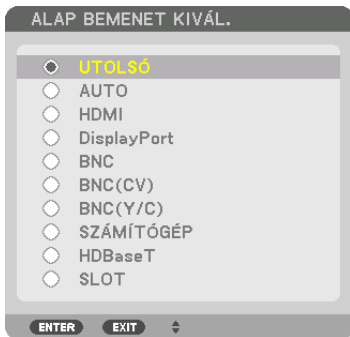 ALAP BEMENET KIVÁL.
UTOLSÓ
AUTO
HDMI
DisplayPort
BNC
BNC(CV)
BNC(Y/C)
SZÁMÍTÓGÉP
HDBaseT
SLOT
ENTER EXIT